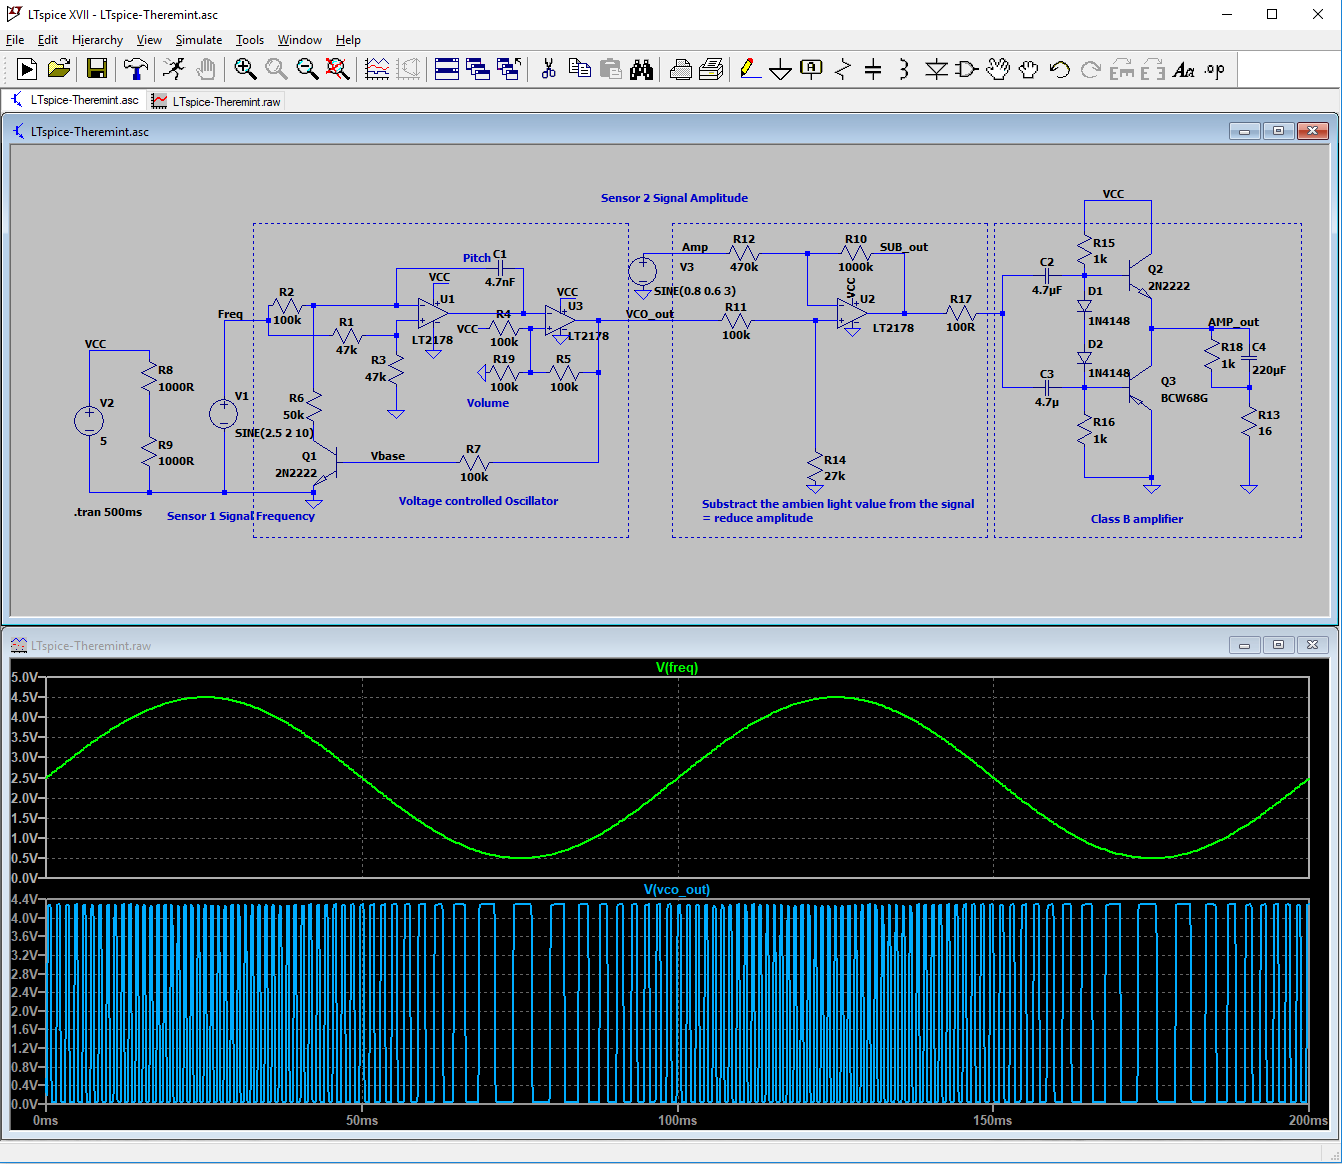 LTspice XVII - LTspice-Theremint.asc
File Edit Hierarchy View Simulate Tools Window Help
LTspice-Theremint.asc LTspice-Theremint.raw
LTspice-Theremint.asc
Sensor 2 Signal Amplitude
VCC
V2
5
R8
1000R
R9
1000R
.tran 500ms
Freq
V1
SINE(2.5 2 10)
Sensor 1 Signal Frequency
R2
100k
R1
47k
R3
47k
R6
50k
Q1
2N2222
Vbase
R7
100k
Pitch
C1
4.7nF
VCC
U1
LT2178
VCC
R4
100k
VCC
U3
LT2178
R19
100k
R5
100k
Volume
Voltage controlled Oscillator
VCO_out
Amp
V3
SINE(0.8 0.6 3)
R12
470k
R10
1000k
SUB_out
R11
100k
VCC
U2
LT2178
R14
27k
Substract the ambien light value from the signal
= reduce amplitude
R17
100R
C2
4.7µF
C3
4.7µ
VCC
R15
1k
D1
1N4148
D2
1N4148
R16
1k
Q2
2N2222
Q3
BCW68G
AMP_out
R18
1k
C4
220µF
R13
16
Class B amplifier
LTspice-Theremint.raw
V(freq)
5.0V
4.5V
4.0V
3.5V
3.0V
2.5V
2.0V
1.5V
1.0V
0.5V
0.0V
V(vco_out)
4.4V
4.0V
3.6V
3.2V
2.8V
2.4V
2.0V
1.6V
1.2V
0.8V
0.4V
0.0V
0ms 50ms 100ms 150ms 200ms